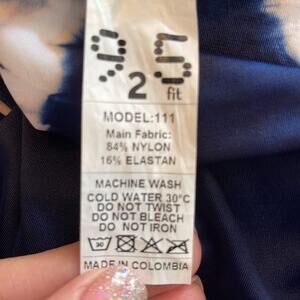 9 2 5
fit
MODEL:111
Main Fabric:
84% NYLON
16% ELASTAN
MACHINE WASH
COLD WATER 30°C
DO NOT TWIST
DO NOT BLEACH
DO NOT IRON
30
MADE IN COLOMBIA